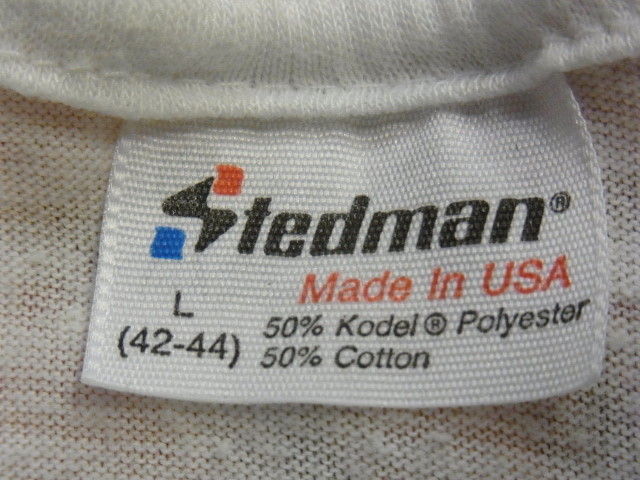 Stedman®
Made In USA
L
(42-44)
50% Kodel® Polyester
50% Cotton